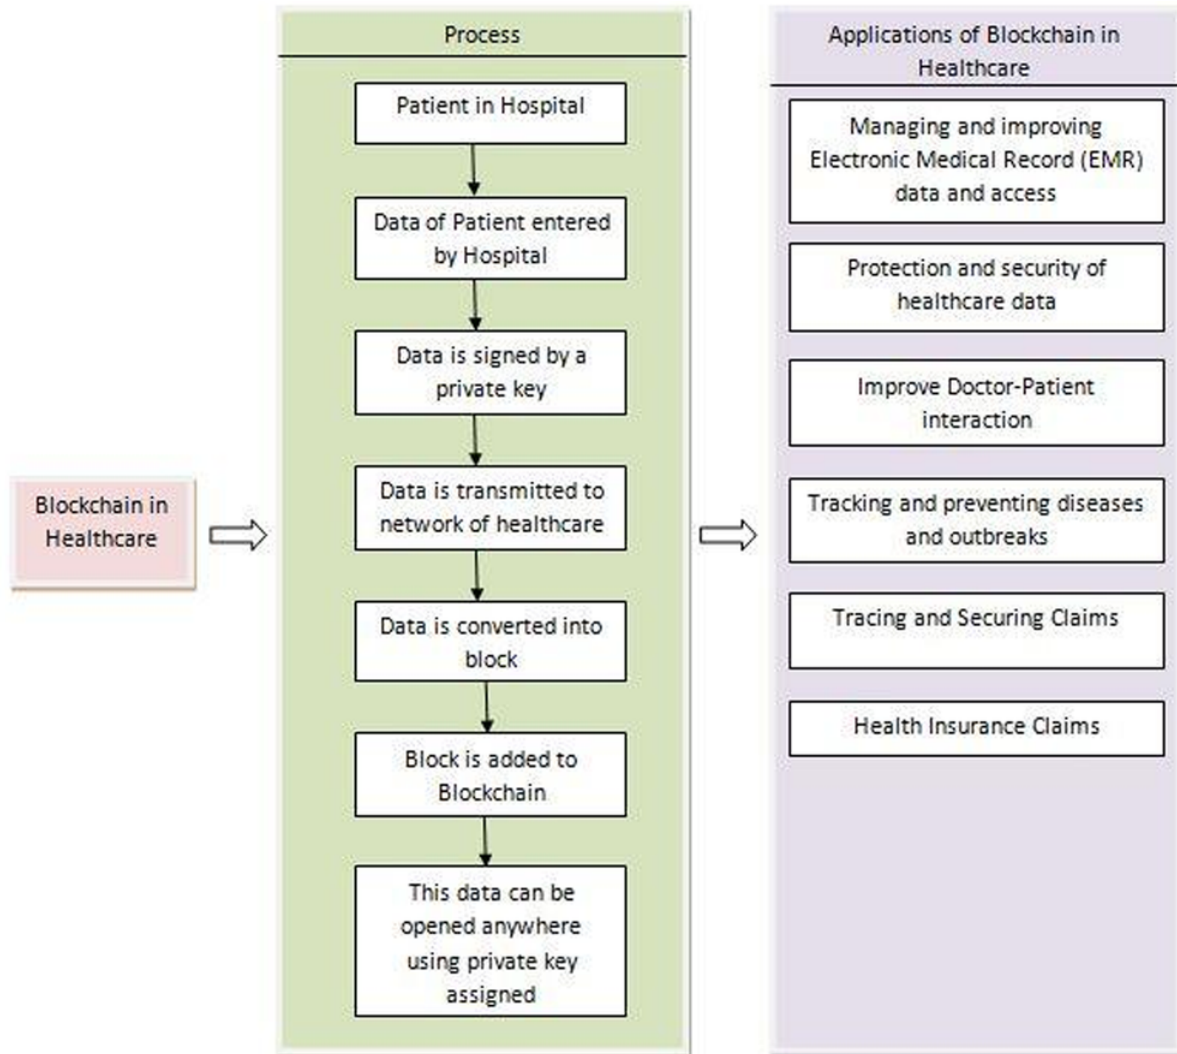 Blockchain in
Healthcare
Process
Patient in Hospital
Data of Patient entered
by Hospital
Data is signed by a
private key
Data is transmitted to
network of healthcare
Data is converted into
block
Block is added to
Blockchain
This data can be
opened anywhere
using private key
assigned
Applications of Blockchain in
Healthcare
Managing and improving
Electronic Medical Record (EMR)
data and access
Protection and security of
healthcare data
Improve Doctor-Patient
interaction
Tracking and preventing diseases
and outbreaks
Tracing and Securing Claims
Health Insurance Claims